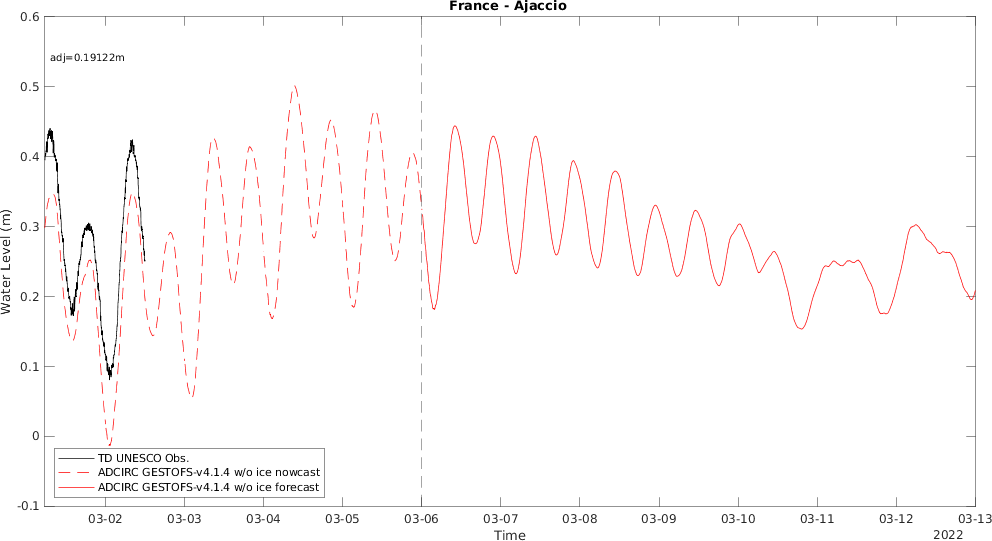 France - Ajaccio
adj=0.19122m
0.6
0.5
0.4
0.3
0.2
0.1
0
-0.1
Water Level (m)
TD UNESCO Obs.
ADCIRC GESTOFS-v4.1.4 w/o ice nowcast
ADCIRC GESTOFS-v4.1.4 w/o ice forecast
03-02 03-03 03-04 03-05 03-06 03-07 03-08 03-09 03-10 03-11 03-12 03-13
Time
2022